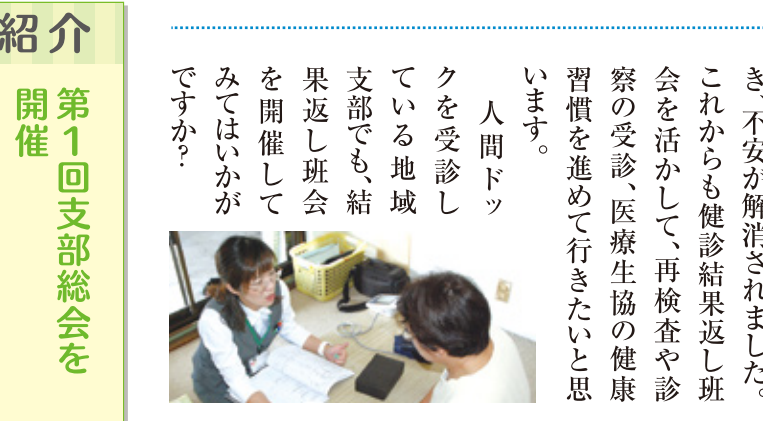 き、不安が解消されました。
これからも健診結果返し班
会を活かして、再検査や診
察の受診、医療生協の健康
習慣を進めて行きたいと思
います。
人間ドッ
クを受診し
ている地域
支部でも、結
果返し班会
を開催して
みてはいかが
ですか？
紹介
第1回支部総会を
開催